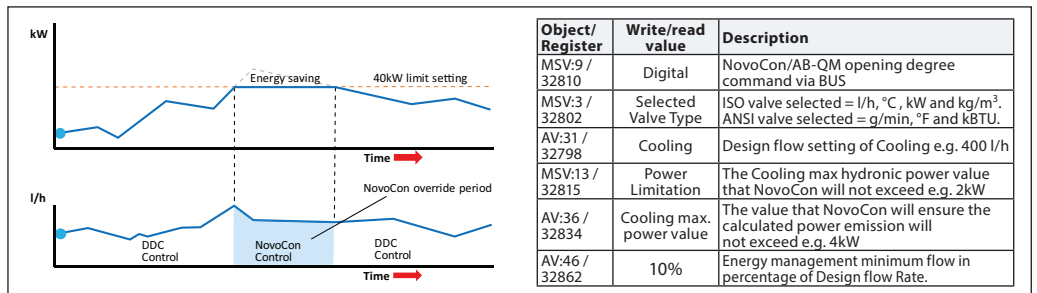 kW
Energy saving
40kW limit setting
Time
l/h
NovoCon override period
DDC
Control
NovoCon
Control
DDC
Control
Time
Object/
Register
Write/read
value
Description
MSV:9 /
32810
Digital
NovoCon/AB-QM opening degree
command via BUS
MSV:3 /
32802
Selected
Valve Type
ISO valve selected = l/h, °C , kW and kg/m³.
ANSI valve selected = g/min, °F and kBTU.
AV:31 /
32798
Cooling
Design flow setting of Cooling e.g. 400 l/h
MSV:13 /
32815
Power
Limitation
The Cooling max hydronic power value
that NovoCon will not exceed e.g. 2kW
AV:36 /
32834
Cooling max.
power value
The value that NovoCon will ensure the
calculated power emission will
not exceed e.g. 4kW
AV:46 /
32862
10%
Energy management minimum flow in
percentage of Design flow Rate.